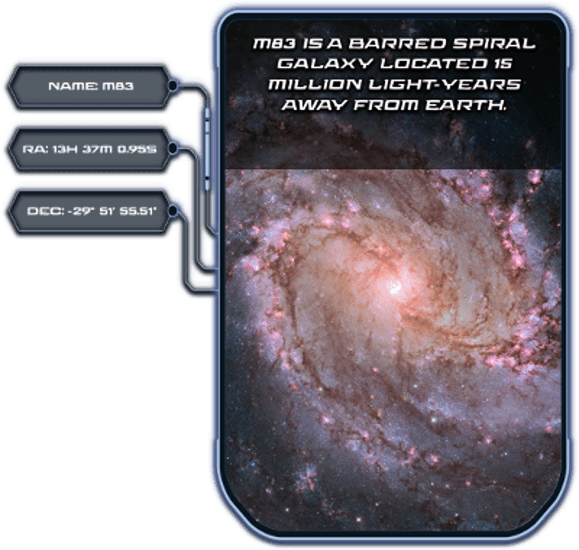 M83 IS A BARRED SPIRAL
GALAXY LOCATED 15
MILLION LIGHT-YEARS
AWAY FROM EARTH.
NAME: M83
RA: 13H 37M 0.95S
DEC: -29° 51' 55.51"